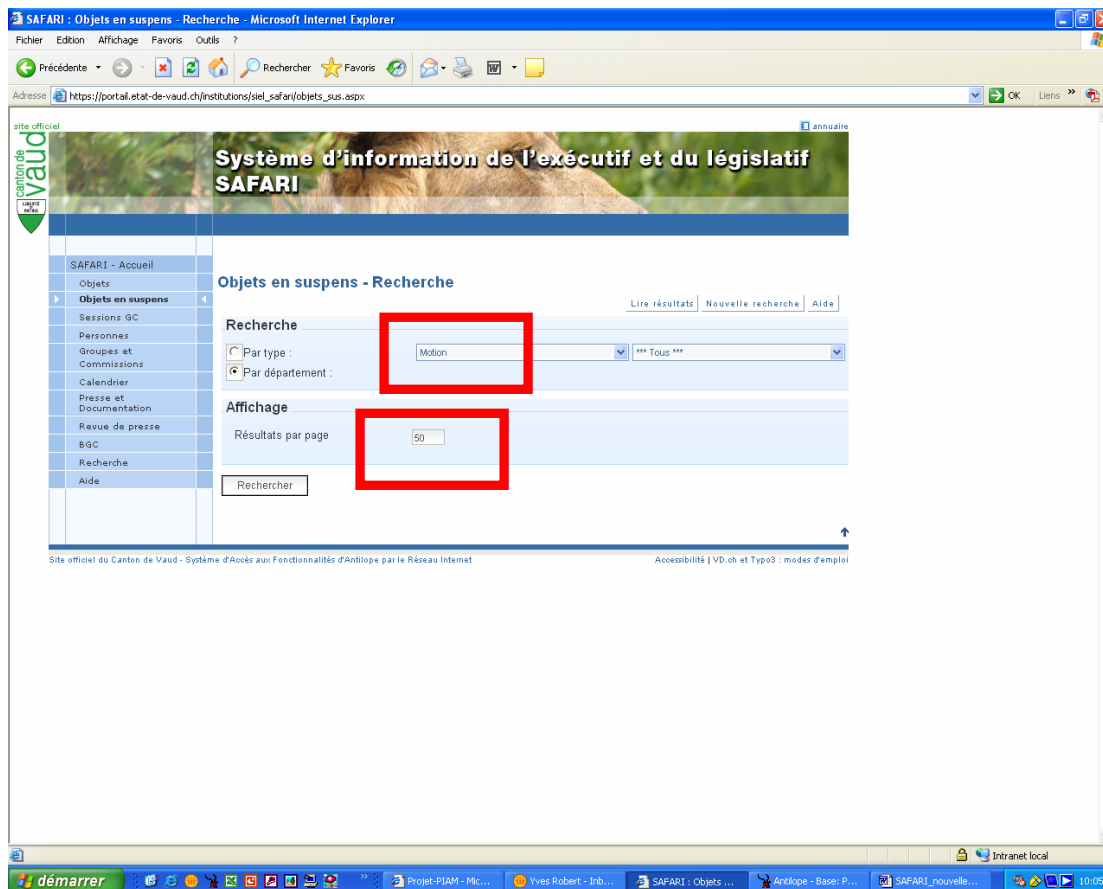 SAFARI : Objets en suspens - Recherche - Microsoft Internet Explorer
Fichier Edition Affichage Favoris Outils ?
Précédente Rechercher Favoris
Adresse https://portail.etat-de-vaud.ch/institutions/siel_safari/objets_sus.aspx OK Liens »
site officiel
annuaire
canton de
vaud
LIBERTÉ
ET
PATRIE
Système d'information de l'exécutif et du législatif
SAFARI
SAFARI - Accueil
Objets
Objets en suspens
Sessions GC
Personnes
Groupes et
Commissions
Calendrier
Presse et
Documentation
Revue de presse
BGC
Recherche
Aide
Objets en suspens - Recherche
Lire résultats Nouvelle recherche Aide
Recherche
Par type : Motion *** Tous ***
Par département :
Affichage
Résultats par page 50
Rechercher
Site officiel du Canton de Vaud - Système d'Accès aux Fonctionnalités d'Antilope par le Réseau Internet
Accessibilité | VD.ch et Typo3 : modes d'emploi
Intranet local
démarrer » Projet-PIAM - Mic... Yves Robert - Inb... SAFARI : Objets ... Antilope - Base: P... SAFARI_nouvelle... 10:05